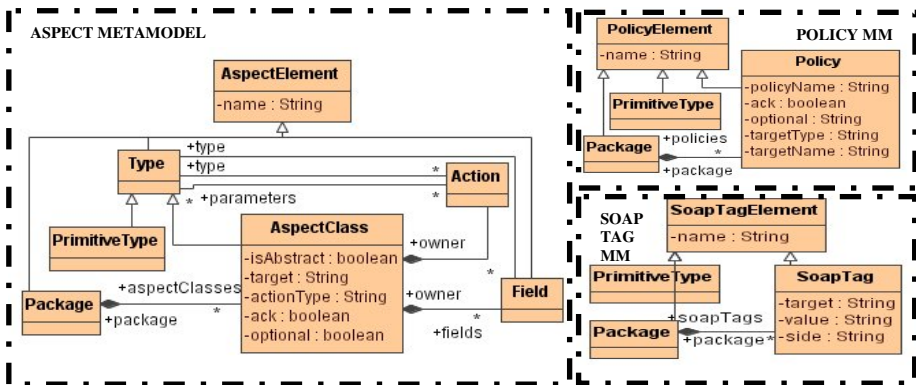 ASPECT METAMODEL
AspectElement
-name : String
+type
Type
+type
*
Action
*
+parameters
*
PrimitiveType
AspectClass
-isAbstract : boolean
-target : String
-actionType : String
-ack : boolean
-optional : boolean
+owner
*
+aspectClasses
Package
*
+package
+owner
Field
*
+fields
PolicyElement
-name : String
POLICY MM
Policy
-policyName : String
-ack : boolean
-optional : String
-targetType : String
-targetName : String
PrimitiveType
+policies
Package
*
+package
SOAP
TAG
MM
SoapTagElement
-name : String
PrimitiveType
SoapTag
-target : String
-value : String
-side : String
+soapTags
Package
+package
*